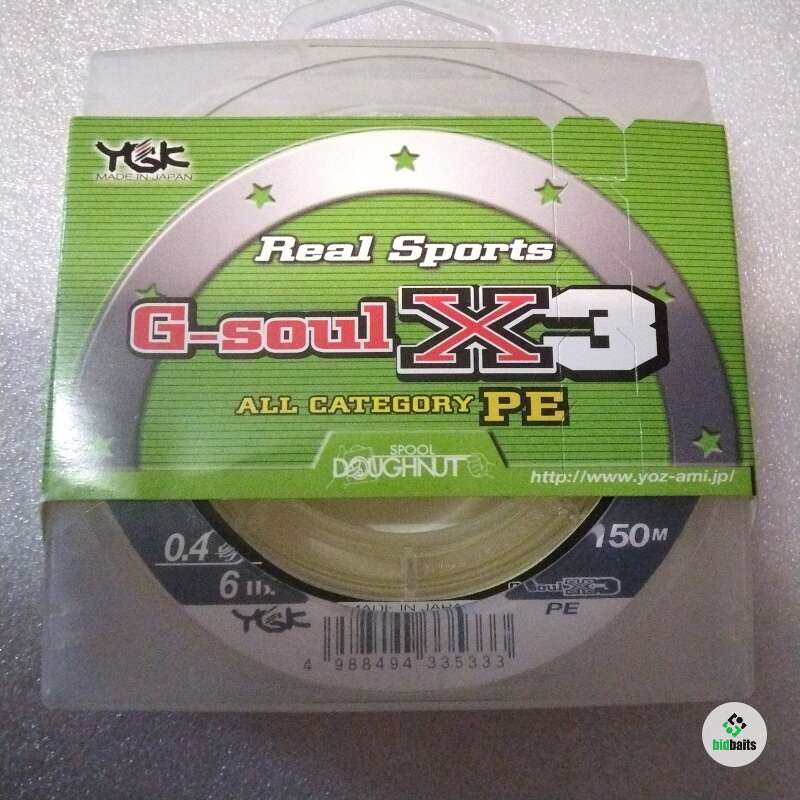 YGK
MADE IN JAPAN
Real Sports
G-soul X3
ALL CATEGORY PE
SPOOL
DOUGHNUT
http://www.yoz-ami.jp/
0.4
150M
6 lb.
PE
YGK
MADE IN JAPA
4 988494 335333
bidbaits